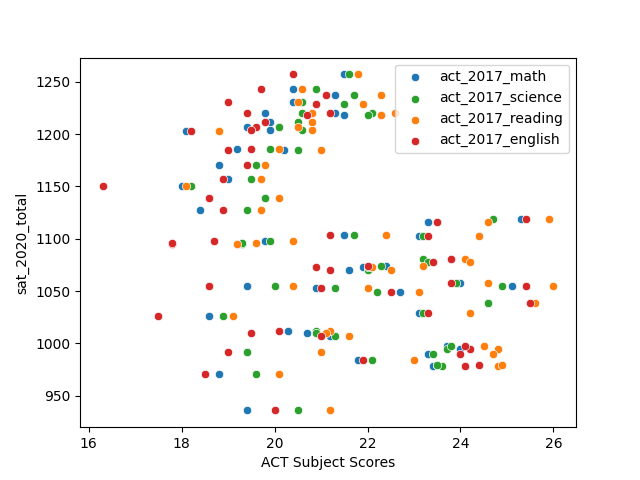 act_2017_math
act_2017_science
act_2017_reading
act_2017_english
1250
1200
1150
1100
1050
1000
950
sat_2020_total
16 18 20 22 24 26
ACT Subject Scores